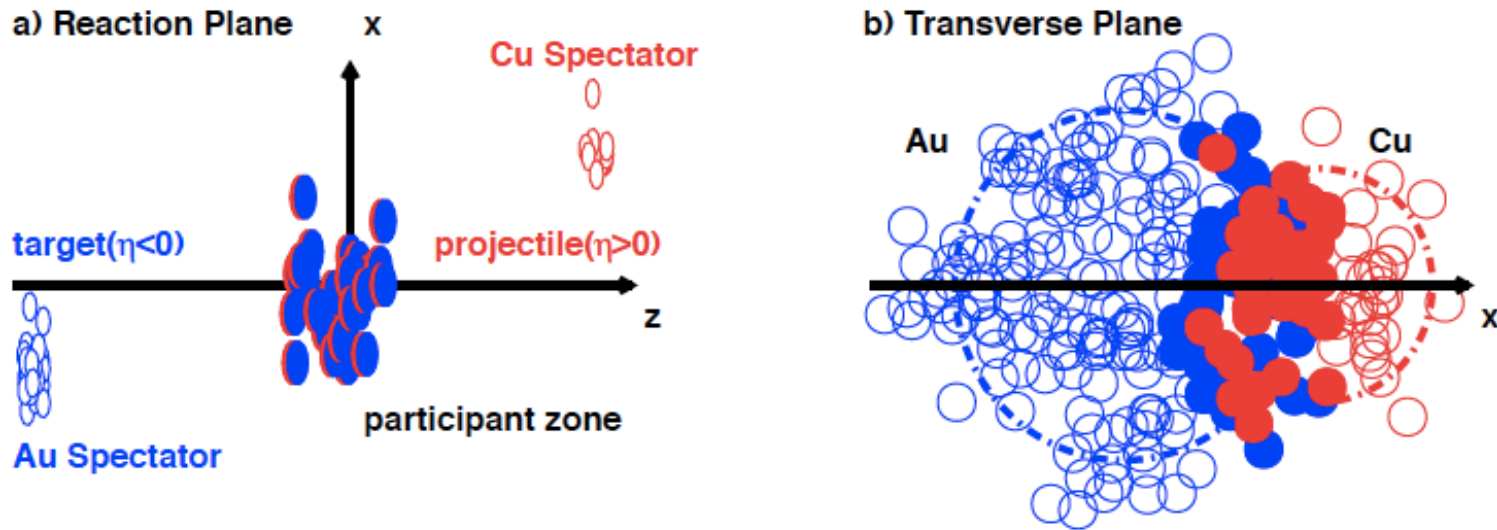 a) Reaction Plane
x
Cu Spectator
target(η<0)
projectile(η>0)
z
participant zone
Au Spectator
b) Transverse Plane
Au
Cu
x